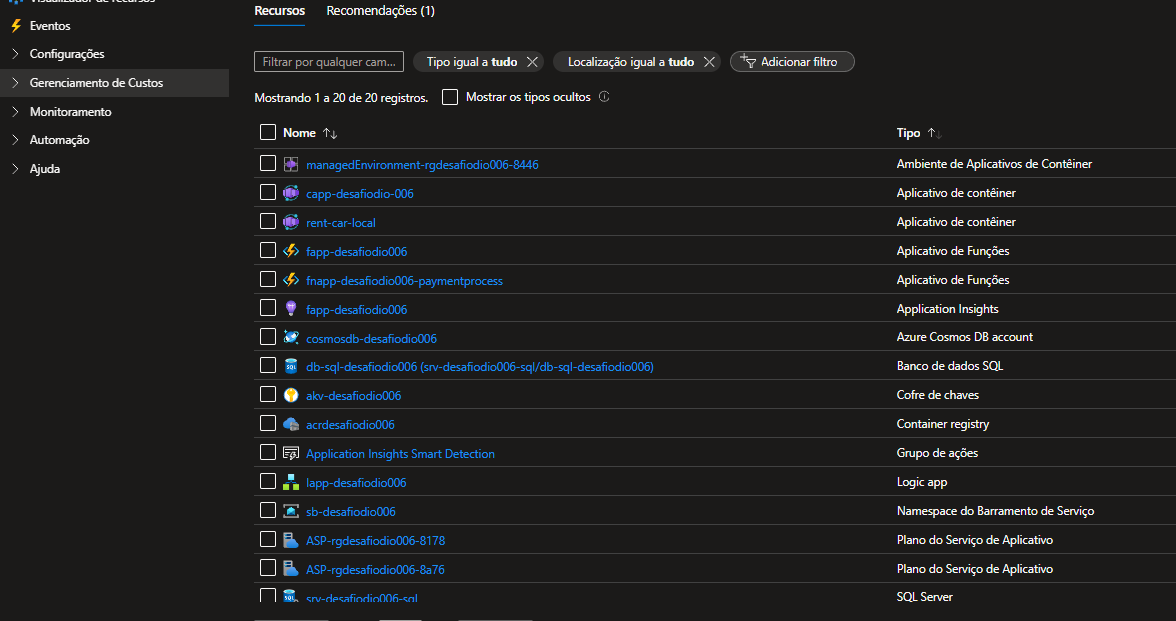 Visualizador de recursos
Recursos Recomendações (1)
Eventos
Configurações
Gerenciamento de Custos
Monitoramento
Automação
Ajuda
Filtrar por qualquer cam... Tipo igual a tudo Localização igual a tudo Adicionar filtro
Mostrando 1 a 20 de 20 registros. Mostrar os tipos ocultos
Nome Tipo
managedEnvironment-rgdesafiodio006-8446 Ambiente de Aplicativos de Contêiner
capp-desafiodio-006 Aplicativo de contêiner
rent-car-local Aplicativo de contêiner
fapp-desafiodio006 Aplicativo de Funções
fnapp-desafiodio006-paymentprocess Aplicativo de Funções
fapp-desafiodio006 Application Insights
cosmosdb-desafiodio006 Azure Cosmos DB account
db-sql-desafiodio006 (srv-desafiodio006-sql/db-sql-desafiodio006) Banco de dados SQL
akv-desafiodio006 Cofre de chaves
acrdesafiodio006 Container registry
Application Insights Smart Detection Grupo de ações
lapp-desafiodio006 Logic app
sb-desafiodio006 Namespace do Barramento de Serviço
ASP-rgdesafiodio006-8178 Plano do Serviço de Aplicativo
ASP-rgdesafiodio006-8a76 Plano do Serviço de Aplicativo
srv-desafiodio006-sql SQL Server